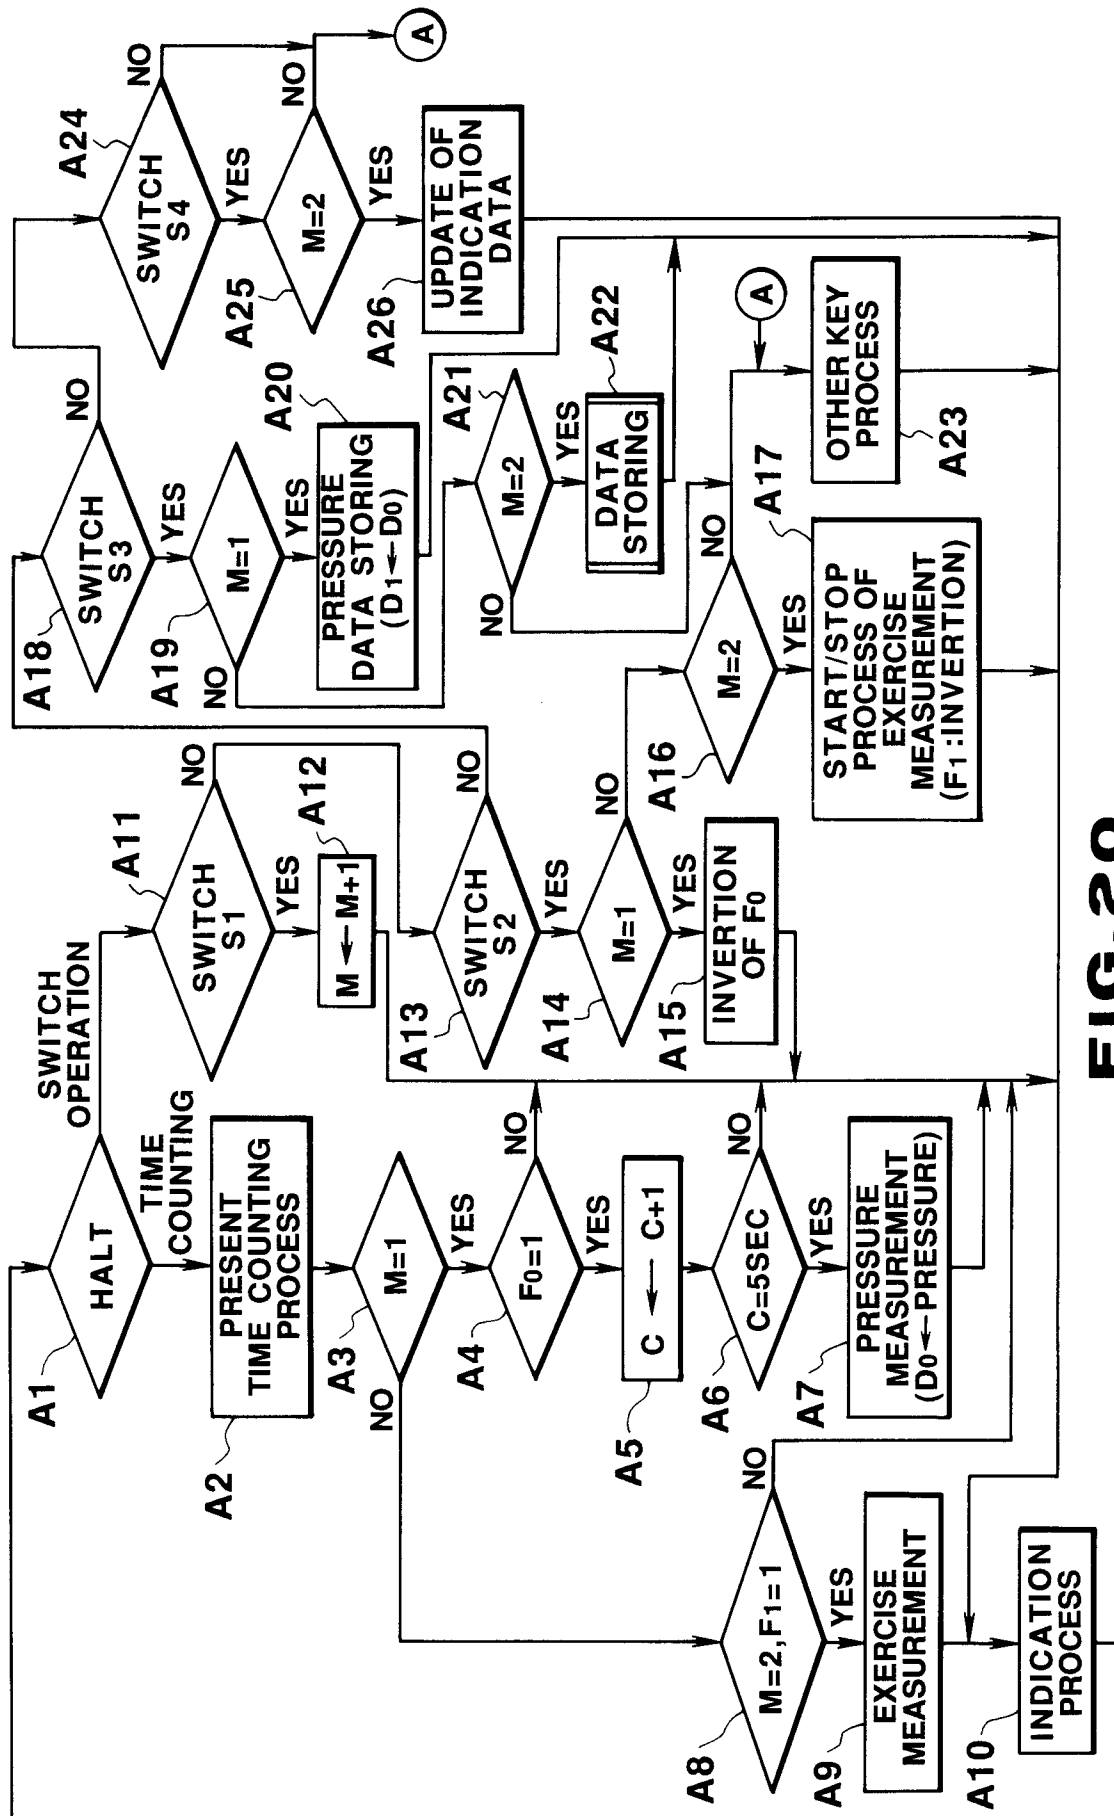 A1
HALT
SWITCH
OPERATION
TIME
COUNTING
A2
PRESENT
TIME COUNTING
PROCESS
A3
M=1
NO
YES
A4
F0=1
NO
YES
A5
C ← C+1
A6
C=5SEC
NO
YES
A7
PRESSURE
MEASUREMENT
(D0←PRESSURE)
A8
M=2,F1=1
NO
YES
A9
EXERCISE
MEASUREMENT
A10
INDICATION
PROCESS
A11
SWITCH
S1
NO
YES
A12
M ← M+1
A13
SWITCH
S2
NO
YES
A14
M=1
NO
YES
A15
INVERTION
OF F0
A16
M=2
NO
YES
A17
START/STOP
PROCESS OF
EXERCISE
MEASUREMENT
(F1:INVERTION)
A18
SWITCH
S3
NO
YES
A19
M=1
NO
YES
A20
PRESSURE
DATA STORING
(D1←D0)
A21
M=2
NO
YES
A22
DATA
STORING
A
OTHER KEY
PROCESS
A23
A24
SWITCH
S4
NO
YES
A25
M=2
NO
YES
A
A26
UPDATE OF
INDICATION
DATA
FIG.20